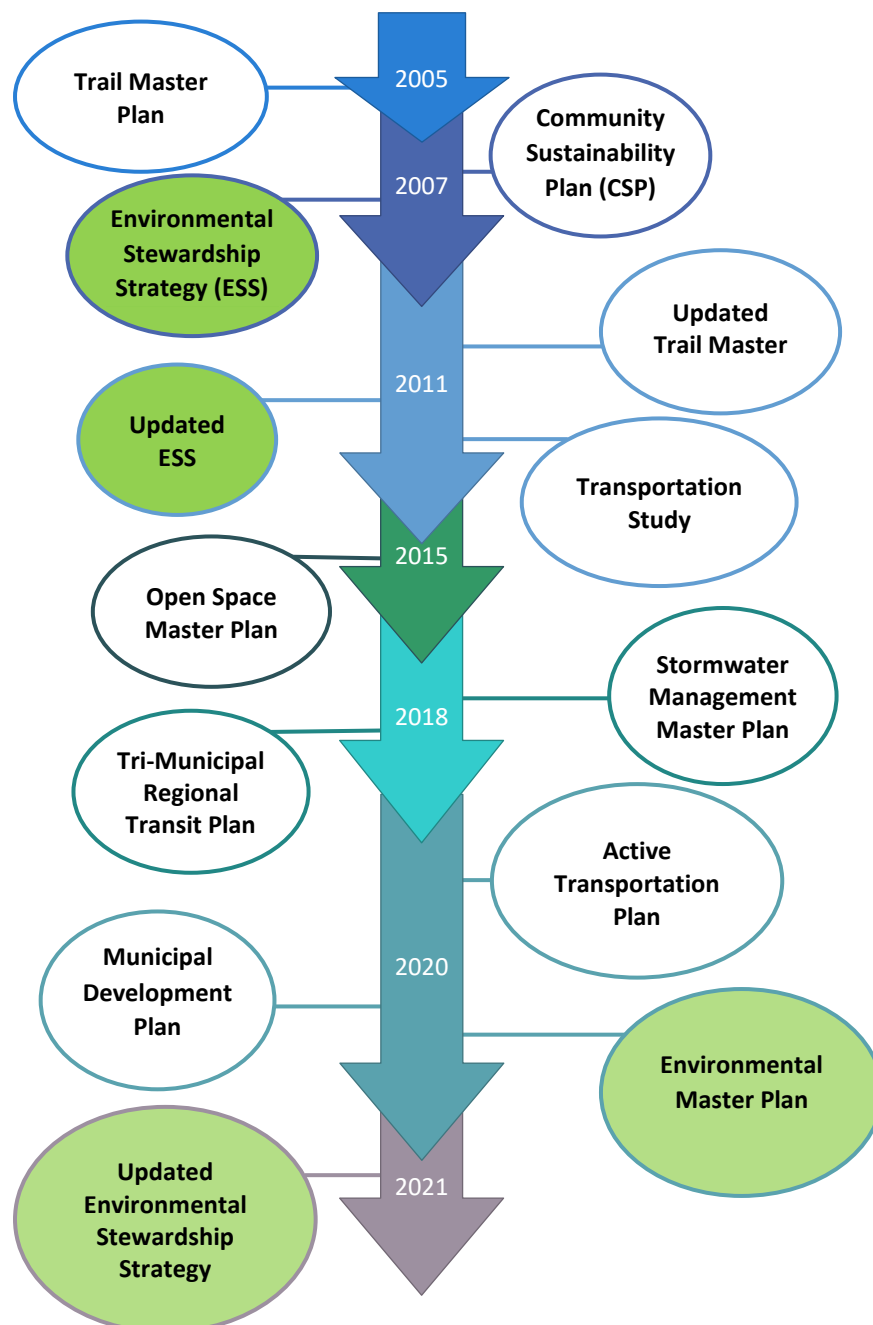 2005
Trail Master
Plan
Community
Sustainability
Plan (CSP)
2007
Environmental
Stewardship
Strategy (ESS)
Updated
Trail Master
2011
Updated
ESS
Transportation
Study
2015
Open Space
Master Plan
Stormwater
Management
Master Plan
2018
Tri-Municipal
Regional
Transit Plan
Active
Transportation
Plan
Municipal
Development
Plan
2020
Environmental
Master Plan
2021
Updated
Environmental
Stewardship
Strategy